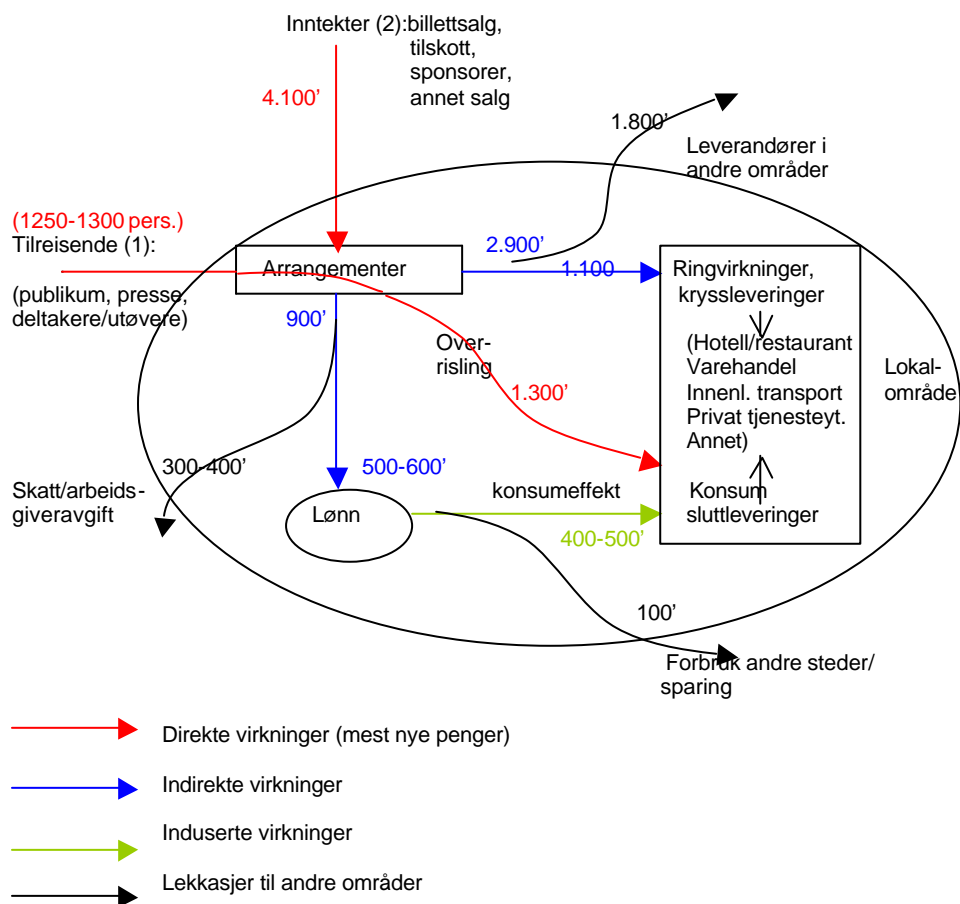 Inntekter (2):billettsalg,
tilskott,
sponsorer,
annet salg
4.100’
1.800’
Leverandører i
andre områder
(1250-1300 pers.)
Tilreisende (1):
(publikum, presse,
deltakere/utøvere)
Arrangementer
2.900’
1.100
Ringvirkninger,
kryssleveringer
(Hotell/restaurant
Varehandel
Innenl. transport
Privat tjenesteyt.
Annet)
Konsum
sluttleveringer
Lokal-
område
900’
Over-
risling
1.300’
300-400’
Skatt/arbeids-
giveravgift
500-600’
Lønn
konsumeffekt
400-500’
100’
Forbruk andre steder/
sparing
Direkte virkninger (mest nye penger)
Indirekte virkninger
Induserte virkninger
Lekkasjer til andre områder